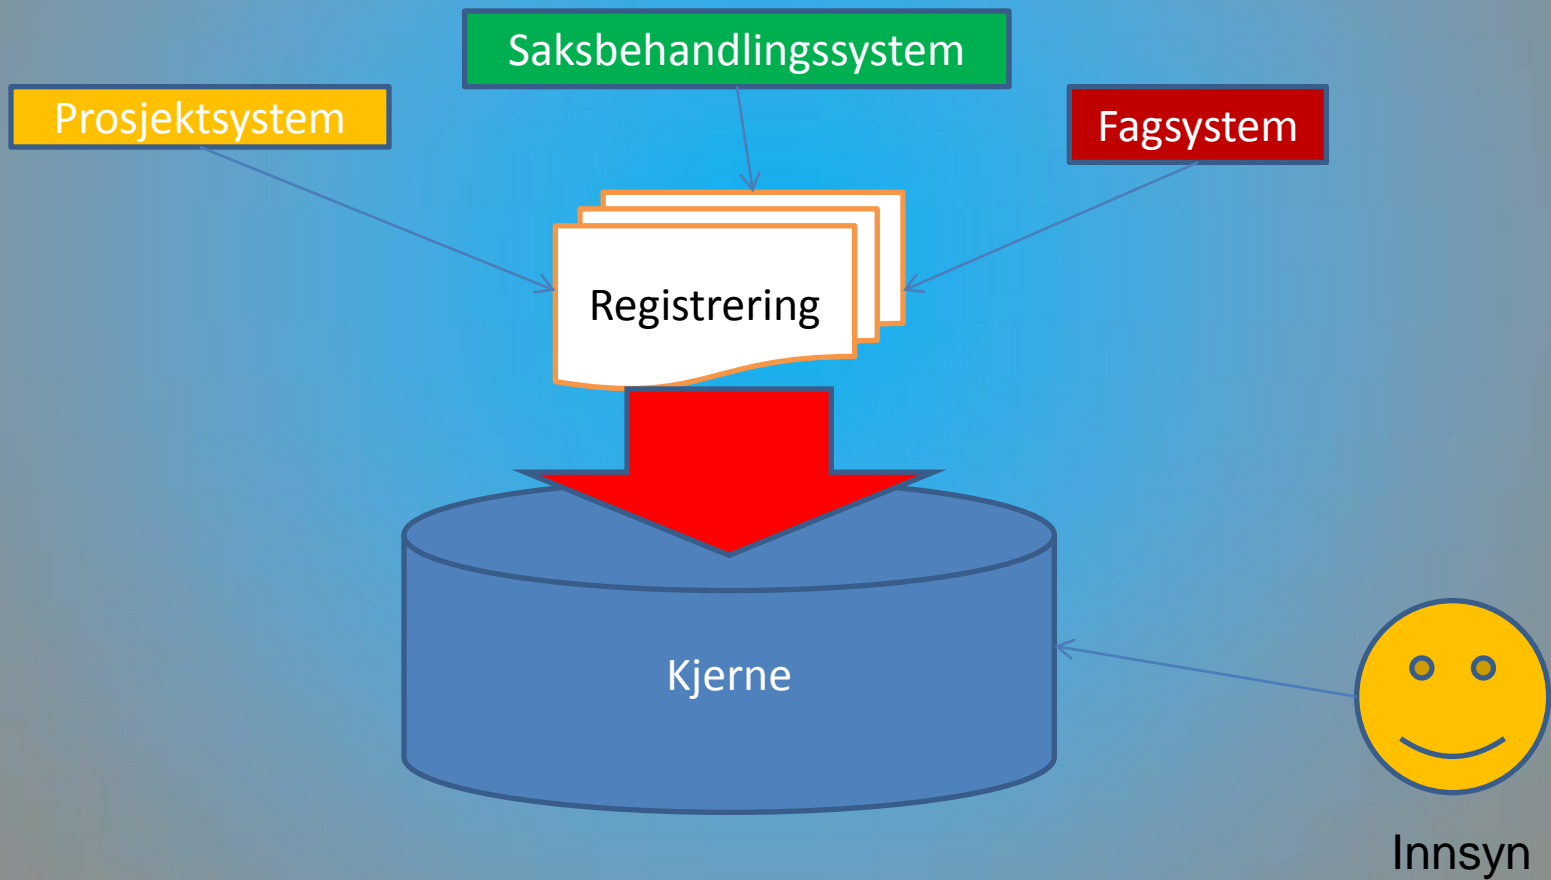 Saksbehandlingssystem
Prosjektsystem
Fagsystem
Registrering
Kjerne
Innsyn